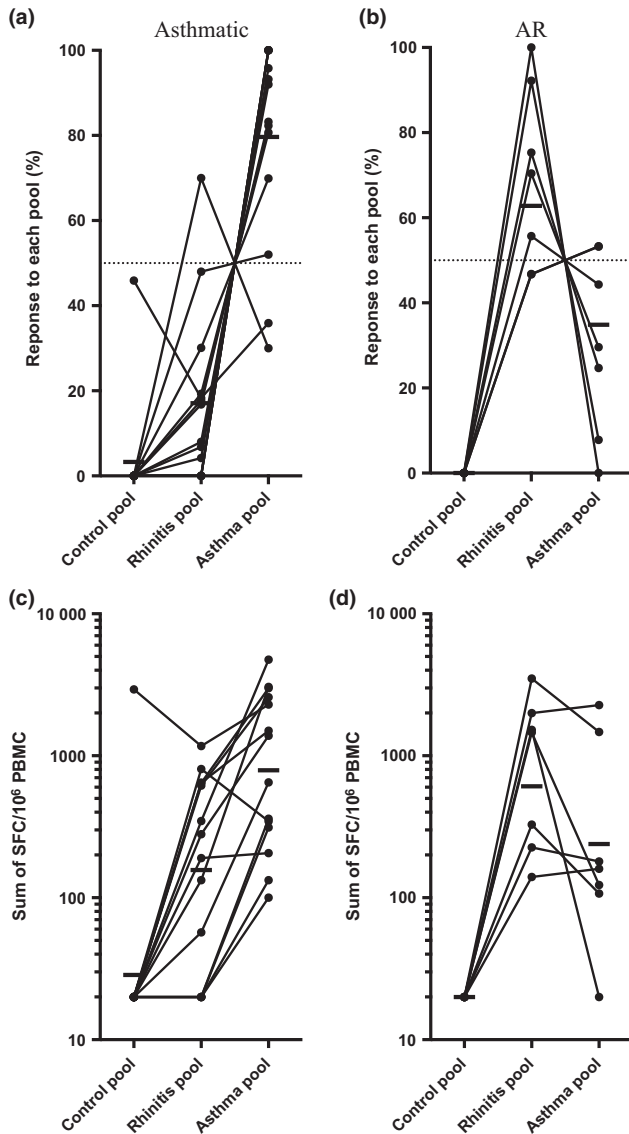 (a)
Asthmatic
Reponse to each pool (%)
100
80
60
40
20
0
Control pool
Rhinitis pool
Asthma pool
(b)
AR
Reponse to each pool (%)
100
80
60
40
20
0
Control pool
Rhinitis pool
Asthma pool
(c)
Sum of SFC/10⁶ PBMC
10 000
1000
100
10
Control pool
Rhinitis pool
Asthma pool
(d)
Sum of SFC/10⁶ PBMC
10 000
1000
100
10
Control pool
Rhinitis pool
Asthma pool